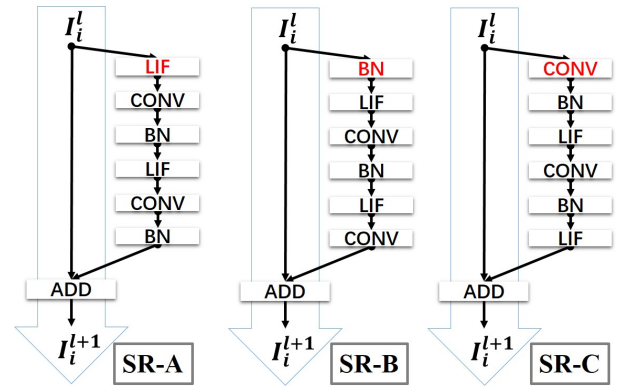 I_i^l
LIF
CONV
BN
LIF
CONV
BN
ADD
I_i^{l+1}
SR-A
I_i^l
BN
LIF
CONV
BN
LIF
CONV
ADD
I_i^{l+1}
SR-B
I_i^l
CONV
BN
LIF
CONV
BN
LIF
ADD
I_i^{l+1}
SR-C